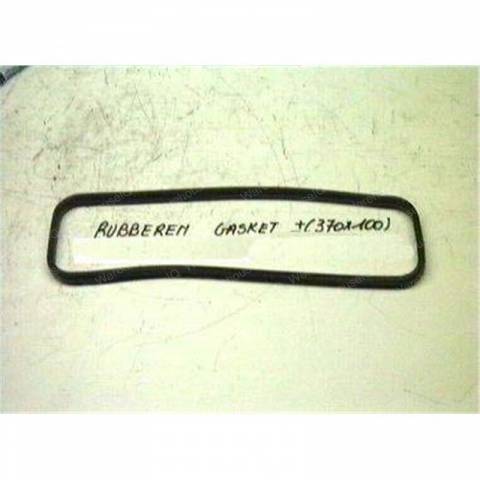 RUBBEREN GASKET ±(370x100)